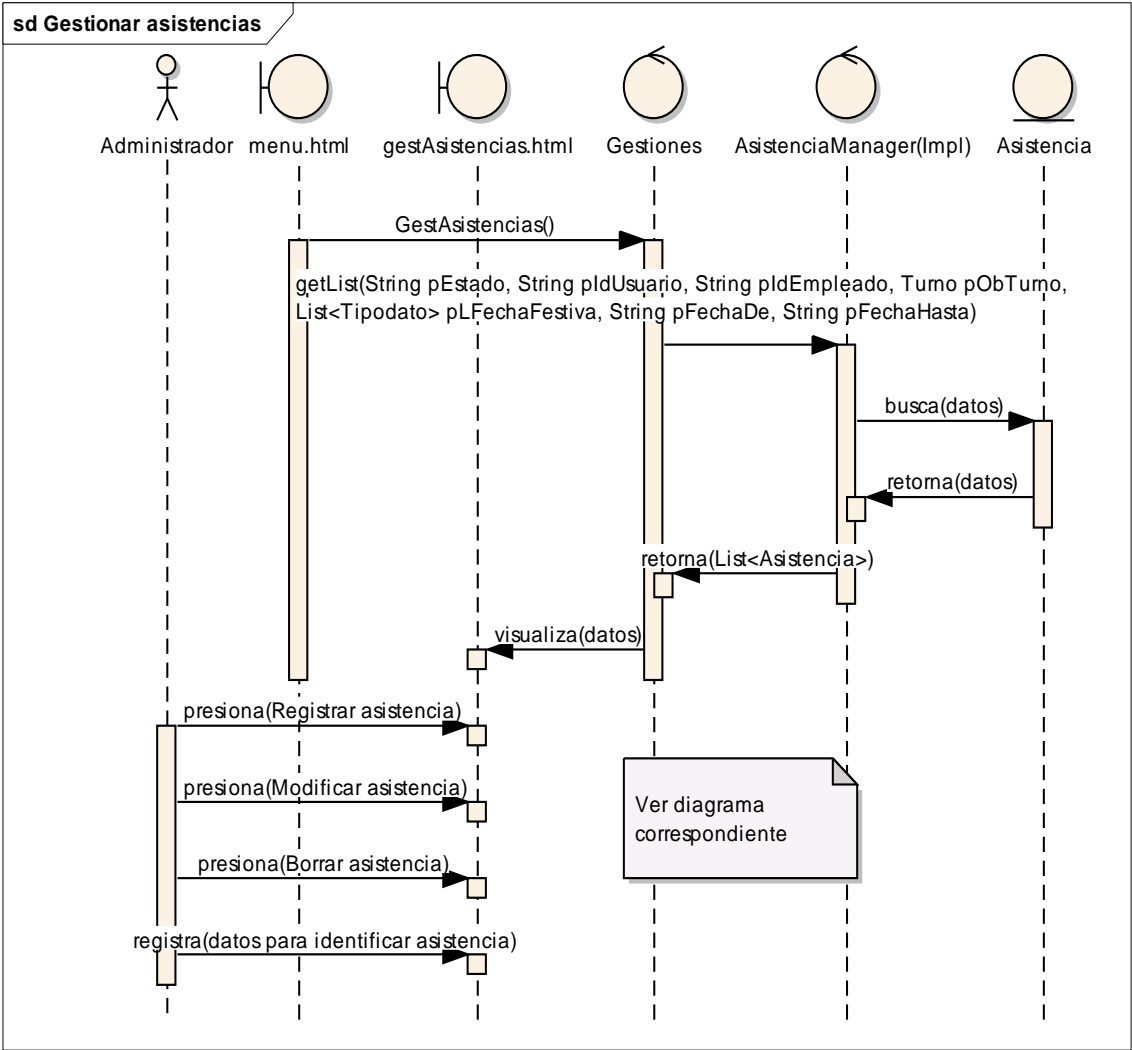 sd Gestionar asistencias
Administrador
menu.html
gestAsistencias.html
Gestiones
AsistenciaManager(Impl)
Asistencia
GestAsistencias()
getList(String pEstado, String pIdUsuario, String pIdEmpleado, Turno pObTurno,
List<Tipodato> pLFechaFestiva, String pFechaDe, String pFechaHasta)
busca(datos)
retorna(datos)
retorna(List<Asistencia>)
visualiza(datos)
presiona(Registrar asistencia)
presiona(Modificar asistencia)
Ver diagrama
correspondiente
presiona(Borrar asistencia)
registra(datos para identificar asistencia)